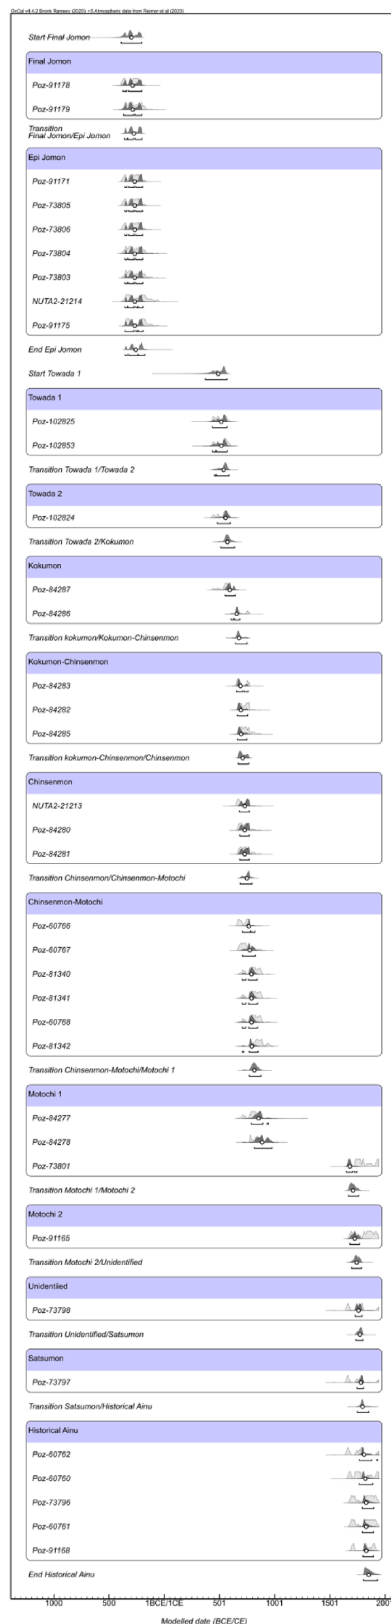 OxCal v4.4.2 Bronk Ramsey (2020); r:5 Atmospheric data from Reimer et al (2020)
Start Final Jomon
Final Jomon
Poz-91178
Poz-91179
Transition
Final Jomon/Epi Jomon
Epi Jomon
Poz-91171
Poz-73805
Poz-73806
Poz-73804
Poz-73803
NUTA2-21214
Poz-91175
End Epi Jomon
Start Towada 1
Towada 1
Poz-102825
Poz-102853
Transition Towada 1/Towada 2
Towada 2
Poz-102824
Transition Towada 2/Kokumon
Kokumon
Poz-84287
Poz-84286
Transition kokumon/Kokumon-Chinsenmon
Kokumon-Chinsenmon
Poz-84283
Poz-84282
Poz-84285
Transition kokumon-Chinsenmon/Chinsenmon
Chinsenmon
NUTA2-21213
Poz-84280
Poz-84281
Transition Chinsenmon/Chinsenmon-Motochi
Chinsenmon-Motochi
Poz-60766
Poz-60767
Poz-81340
Poz-81341
Poz-60768
Poz-81342
Transition Chinsenmon-Motochi/Motochi 1
Motochi 1
Poz-84277
Poz-84278
Poz-73801
Transition Motochi 1/Motochi 2
Motochi 2
Poz-91165
Transition Motochi 2/Unidentified
Unidentiied
Poz-73798
Transition Unidentified/Satsumon
Satsumon
Poz-73797
Transition Satsumon/Historical Ainu
Historical Ainu
Poz-60762
Poz-60760
Poz-73796
Poz-60761
Poz-91168
End Historical Ainu
1000 500 1BCE/1CE 501 1001 1501 2001
Modelled date (BCE/CE)